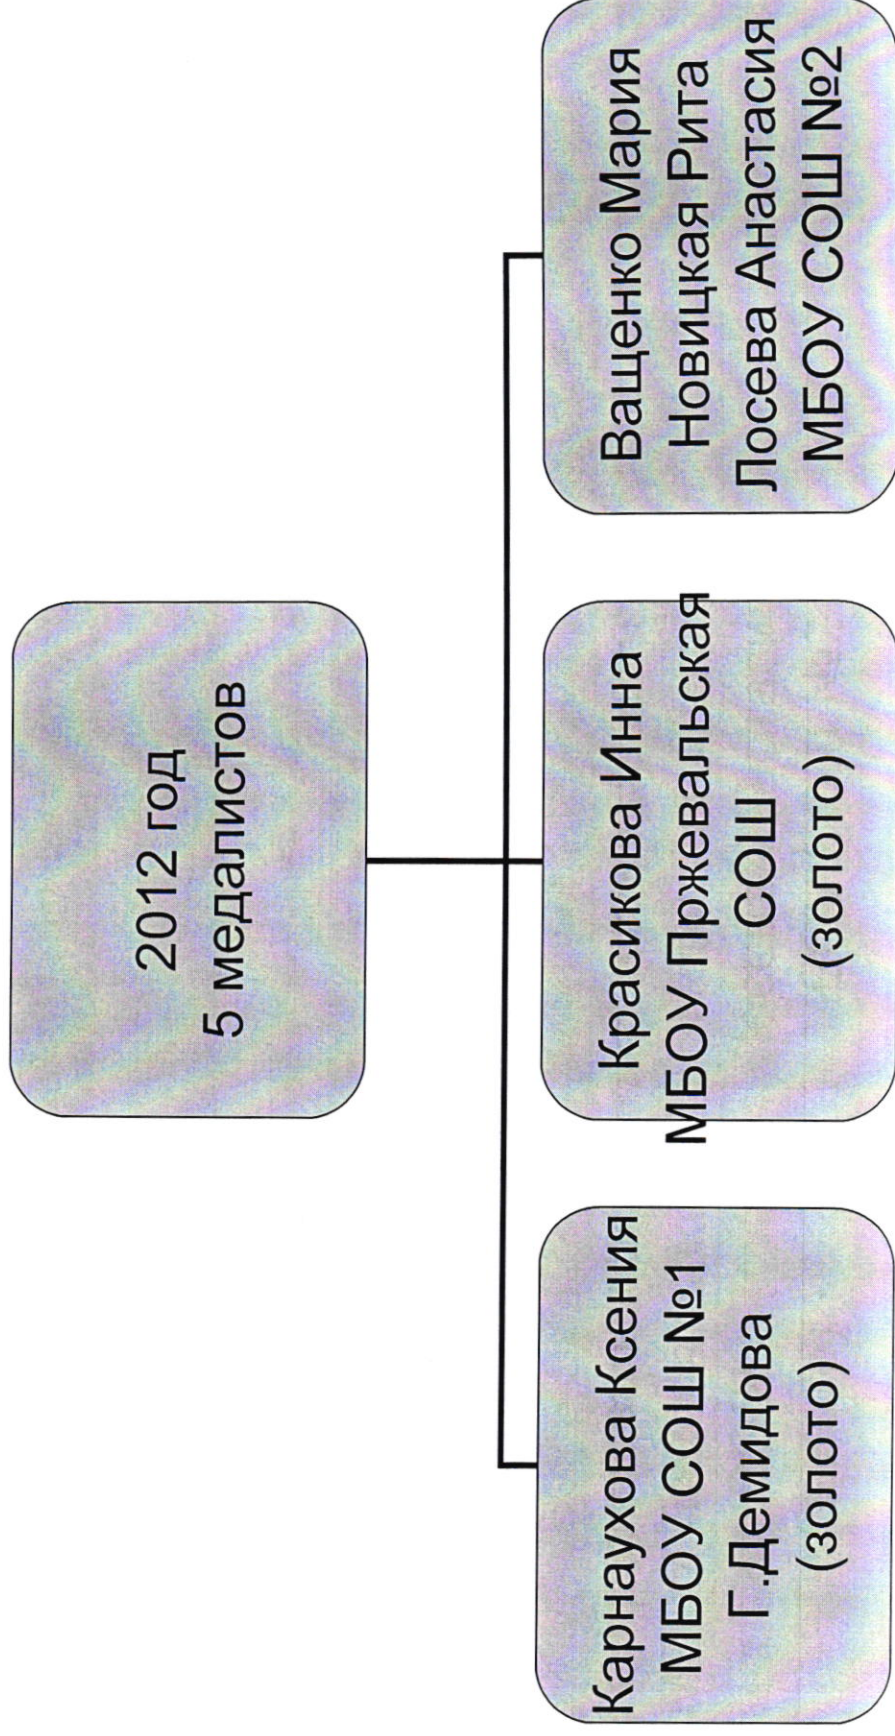 2012 год
5 медалистов
Карнаухова Ксения
МБОУ СОШ №1
Г.Демидова
(золото)
Красикова Инна
МБОУ Пржевальская
СОШ
(золото)
Ващенко Мария
Новицкая Рита
Лосева Анастасия
МБОУ СОШ №2